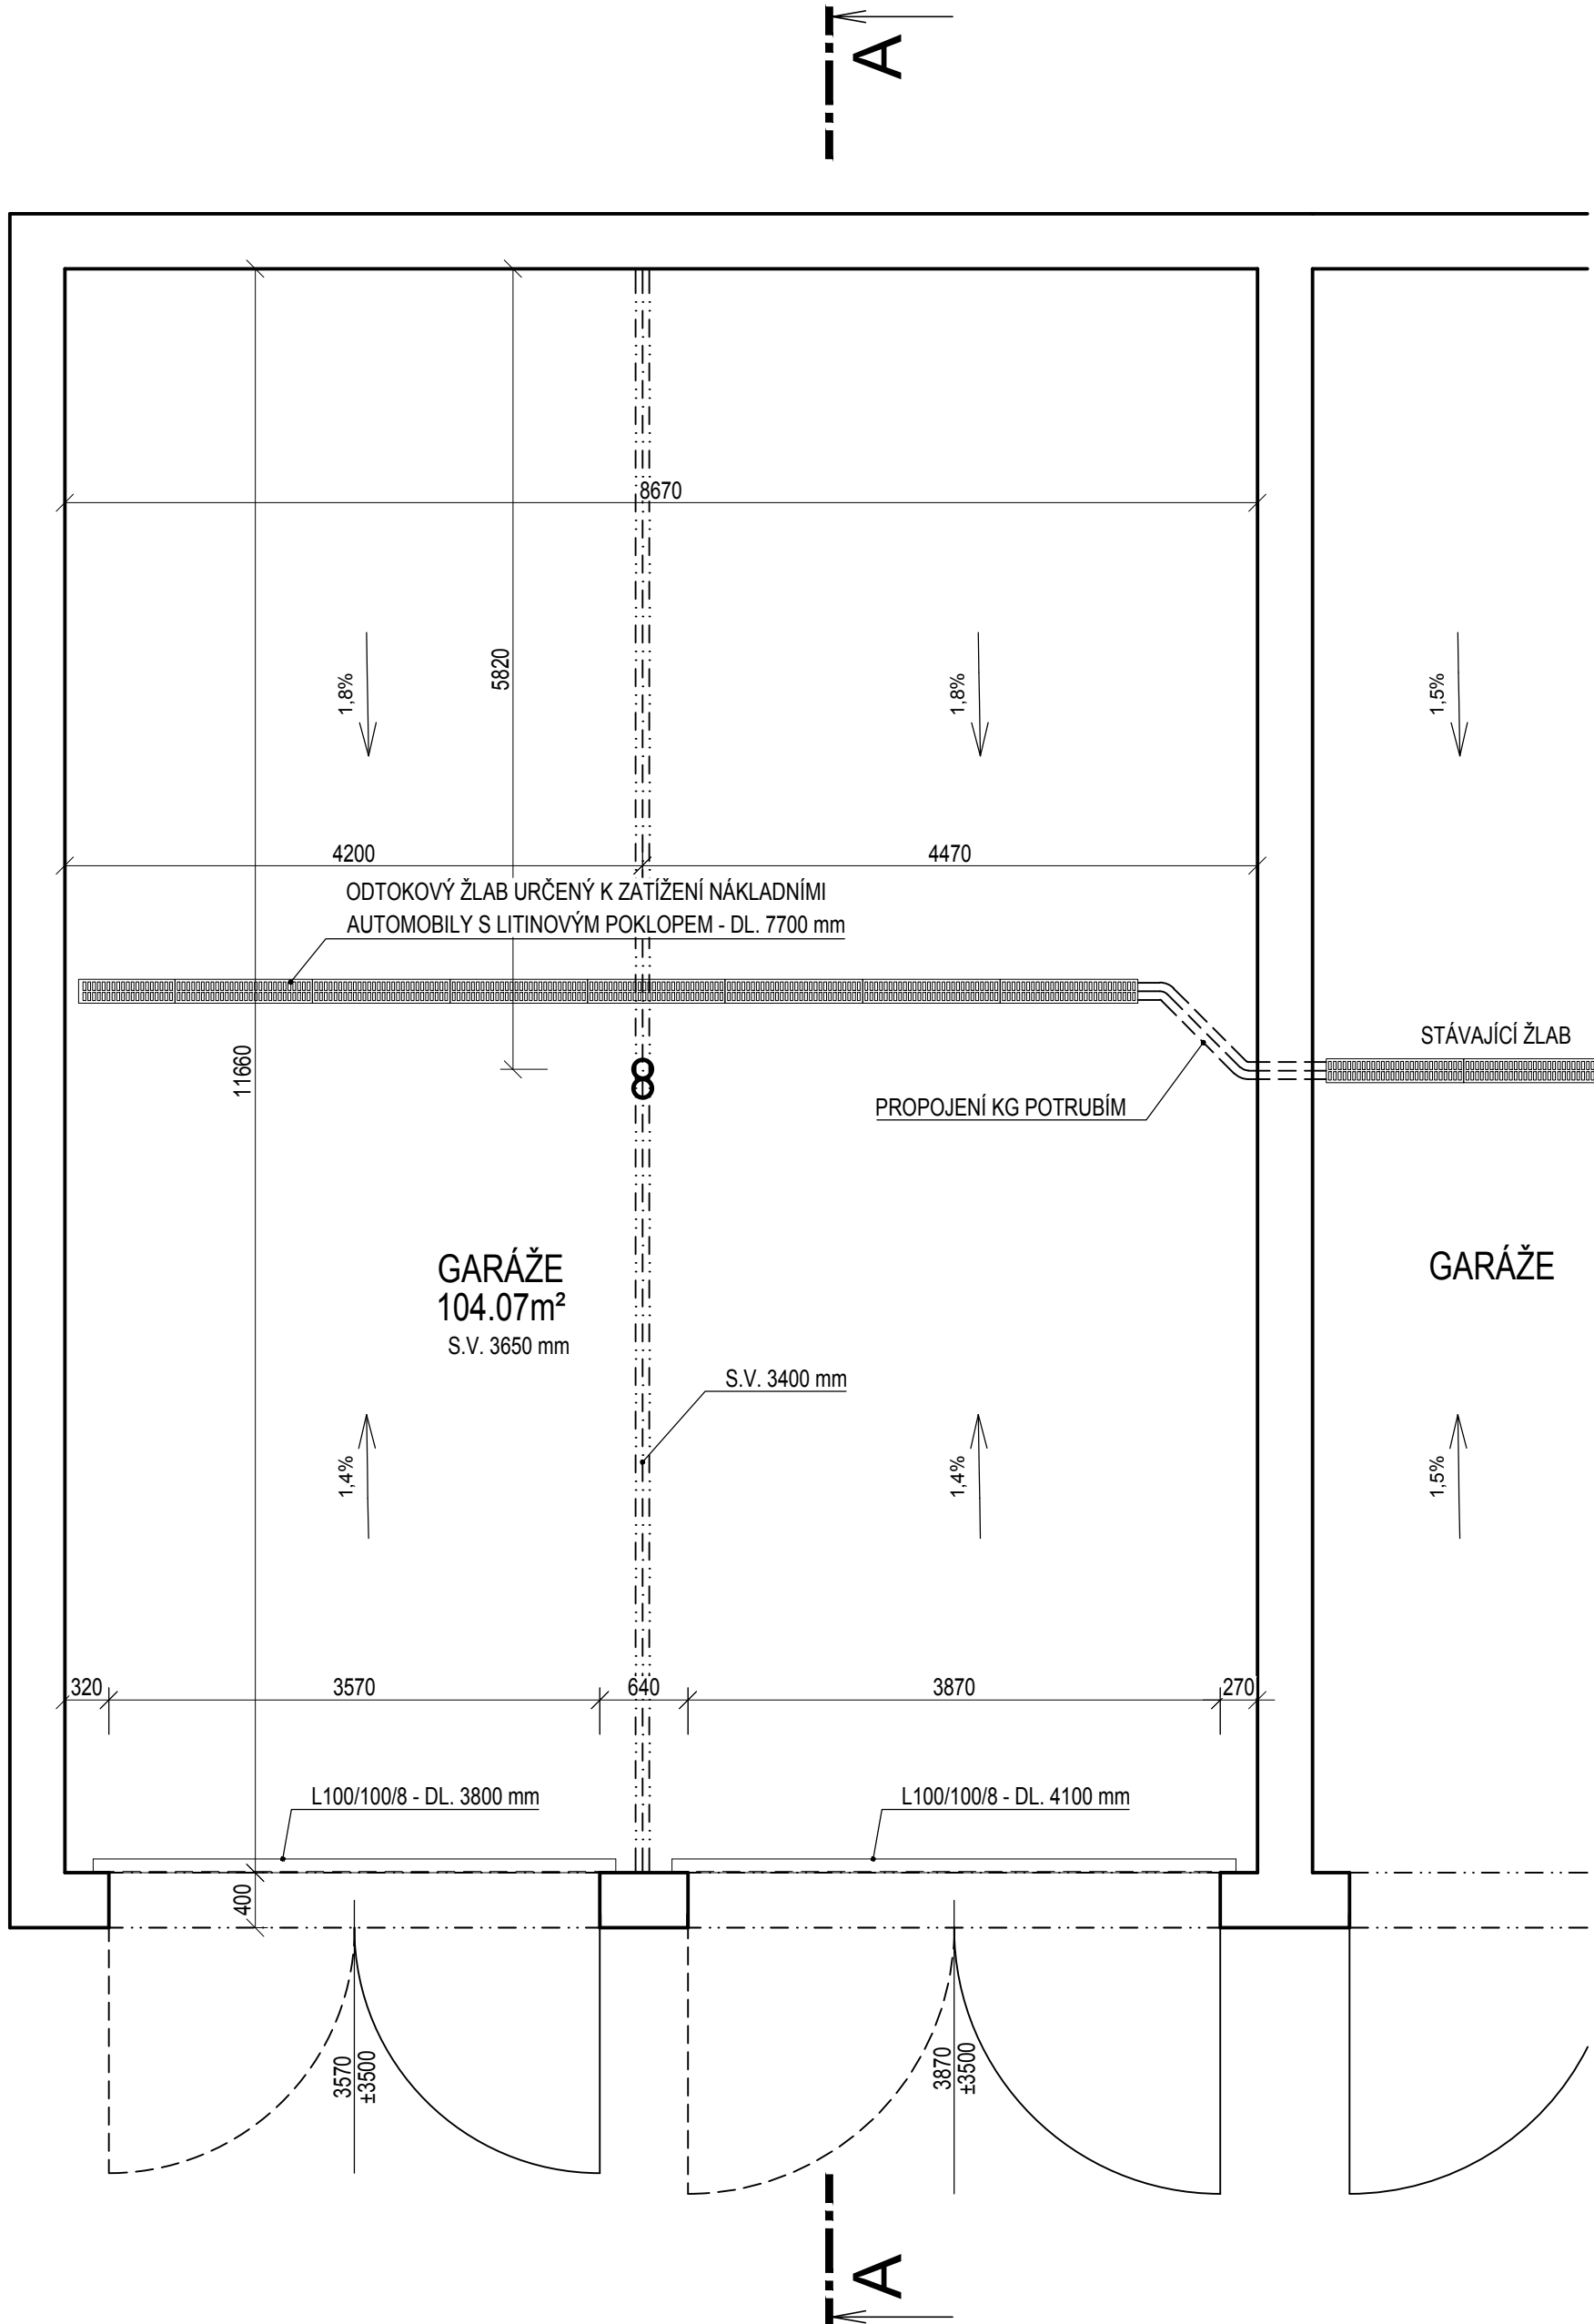 A
8670
5820
1,8%
1,8%
1,5%
4200
4470
ODTOKOVÝ ŽLAB URČENÝ K ZATÍŽENÍ NÁKLADNÍMI
AUTOMOBILY S LITINOVÝM POKLOPEM - DL. 7700 mm
STÁVAJÍCÍ ŽLAB
11660
PROPOJENÍ KG POTRUBÍM
GARÁŽE
104.07m²
S.V. 3650 mm
GARÁŽE
S.V. 3400 mm
1,4%
1,4%
1,5%
320
3570
640
3870
270
L100/100/8 - DL. 3800 mm
L100/100/8 - DL. 4100 mm
400
3570
±3500
3870
±3500
A